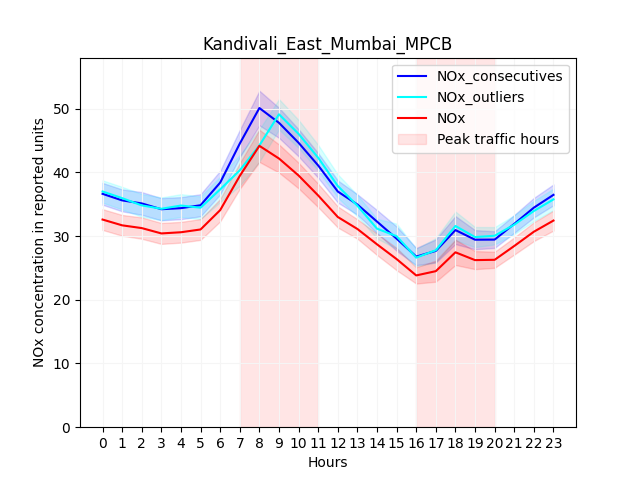 Kandivali_East_Mumbai_MPCB
NOx_consecutives
NOx_outliers
NOx
Peak traffic hours
NOx concentration in reported units
50
40
30
20
10
0
0 1 2 3 4 5 6 7 8 9 10 11 12 13 14 15 16 17 18 19 20 21 22 23
Hours